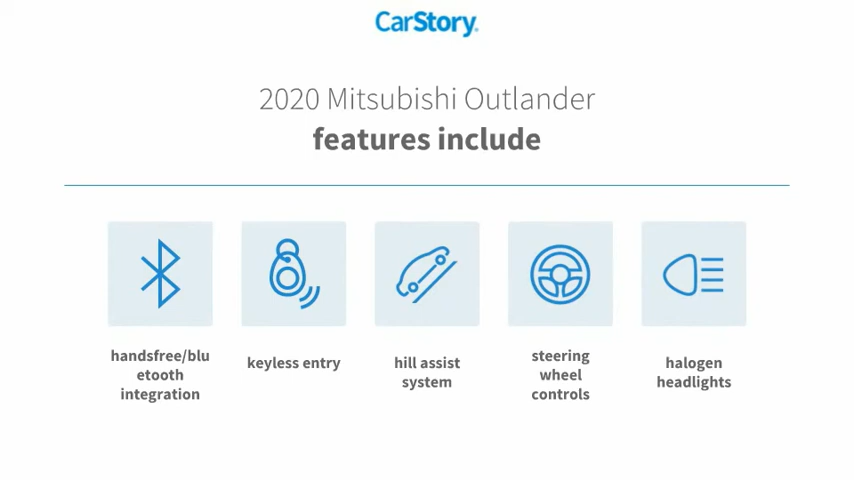 CarStory
2020 Mitsubishi Outlander
features include
handsfree/blu
etooth
integration
keyless entry
hill assist
system
steering
wheel
controls
halogen
headlights